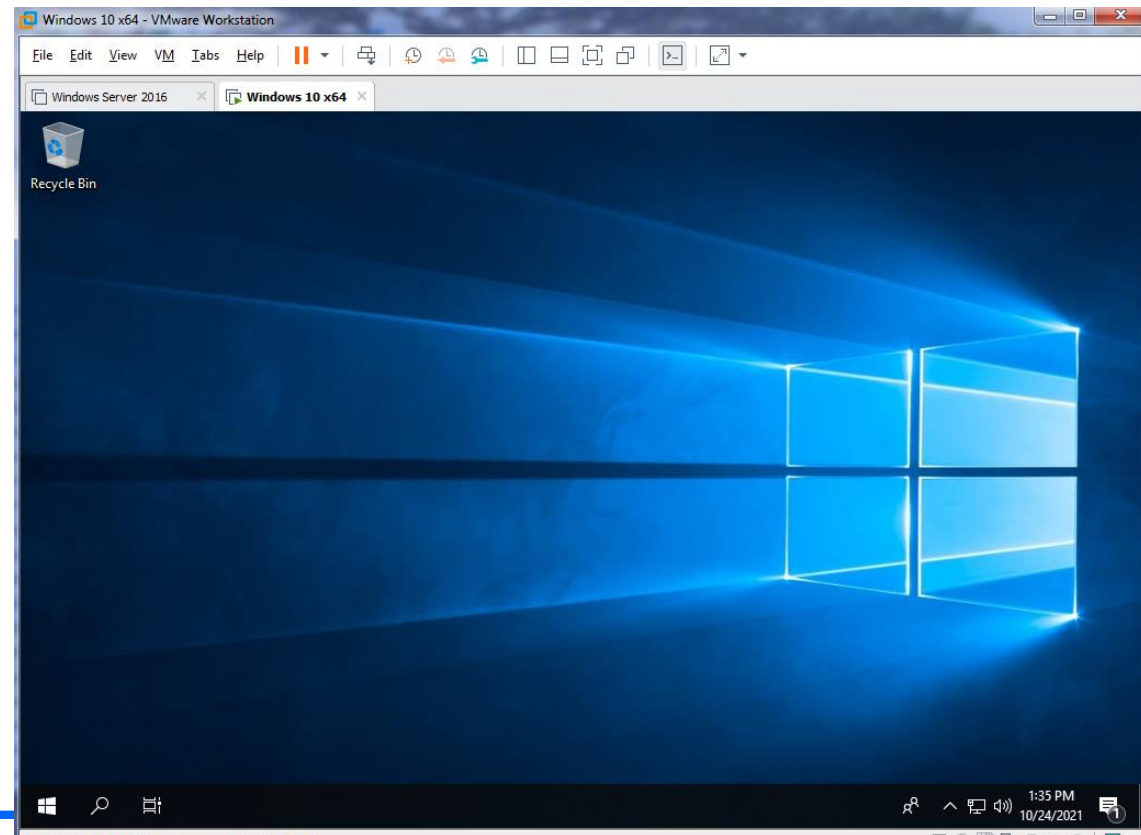 Windows 10 x64 - VMware Workstation
File Edit View VM Tabs Help
Windows Server 2016 Windows 10 x64
Recycle Bin
1:35 PM
10/24/2021
1